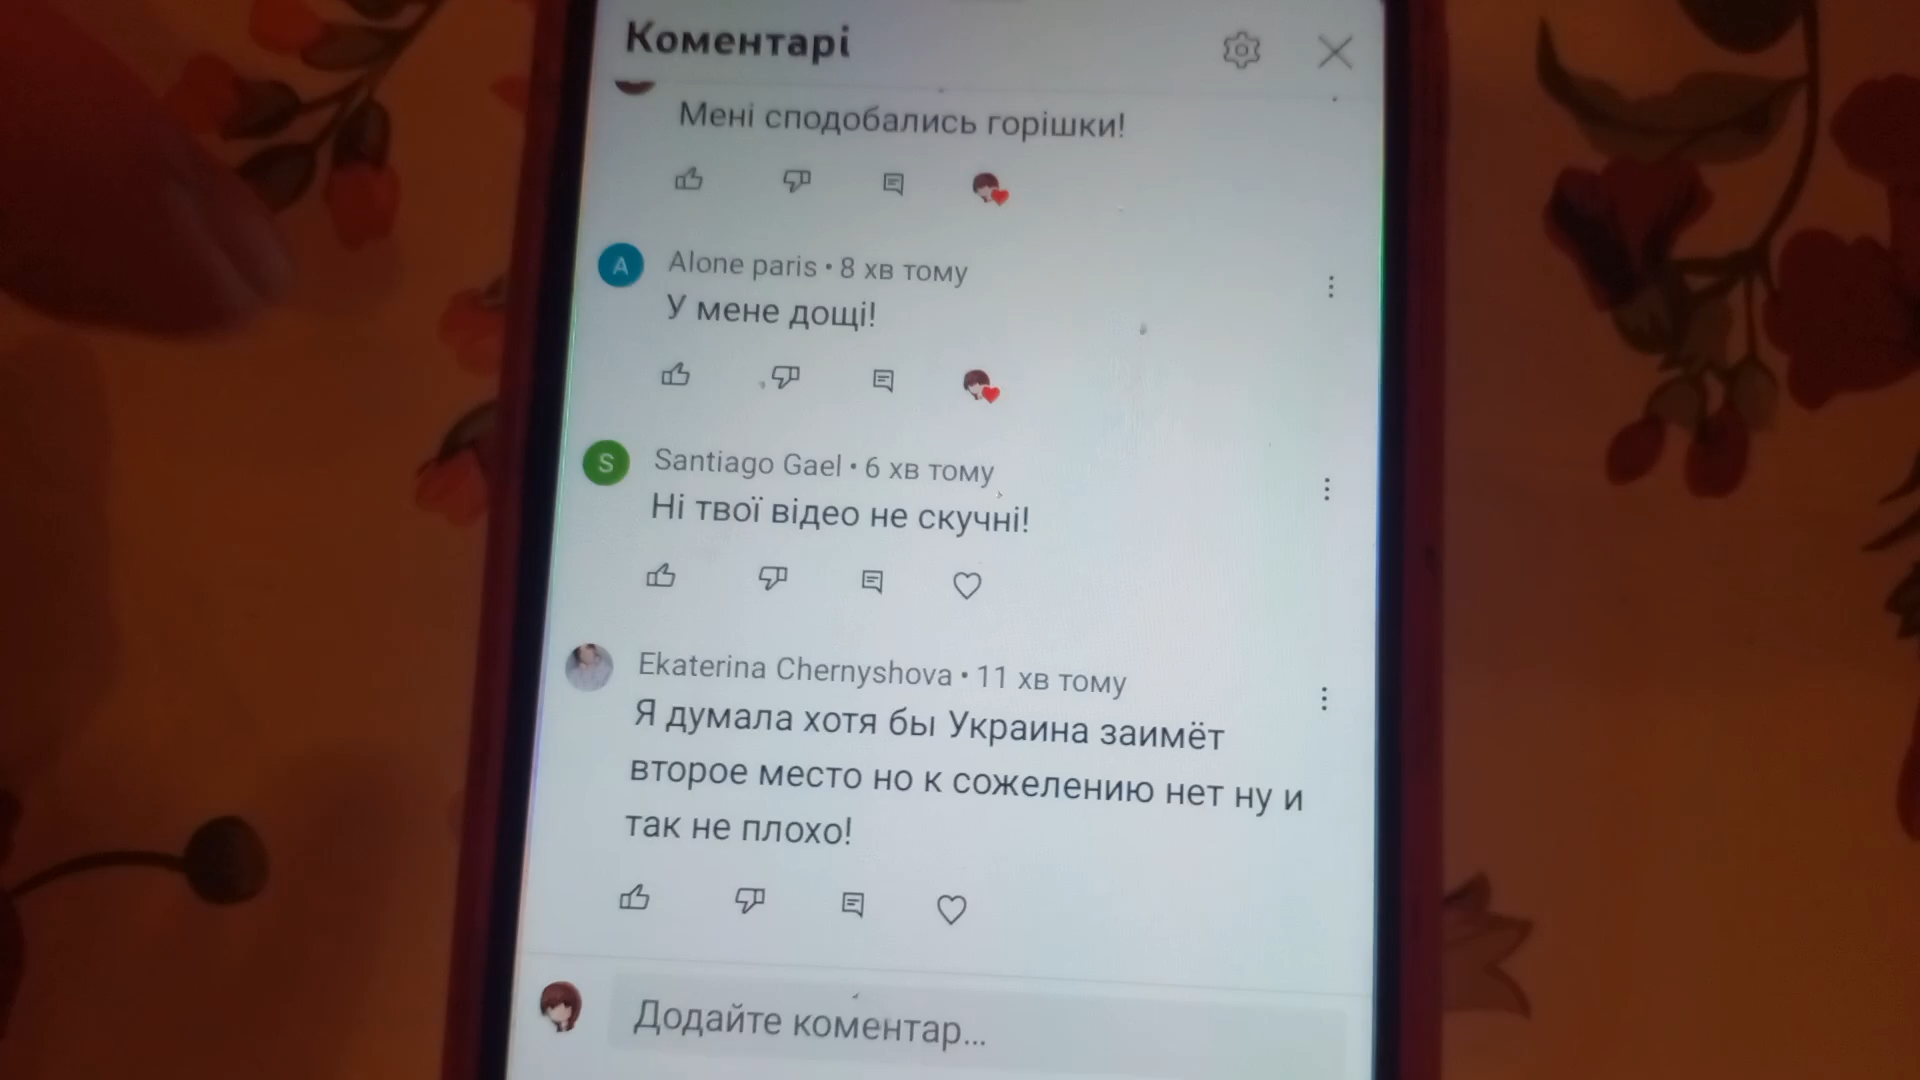 Коментарі
Мені сподобались горішки!
A
Alone paris • 8 хв тому
У мене дощі!
S
Santiago Gael • 6 хв тому
Ні твої відео не скучні!
Ekaterina Chernyshova • 11 хв тому
Я думала хотя бы Украина заимёт
второе место но к сожелению нет ну и
так не плохо!
Додайте коментар...